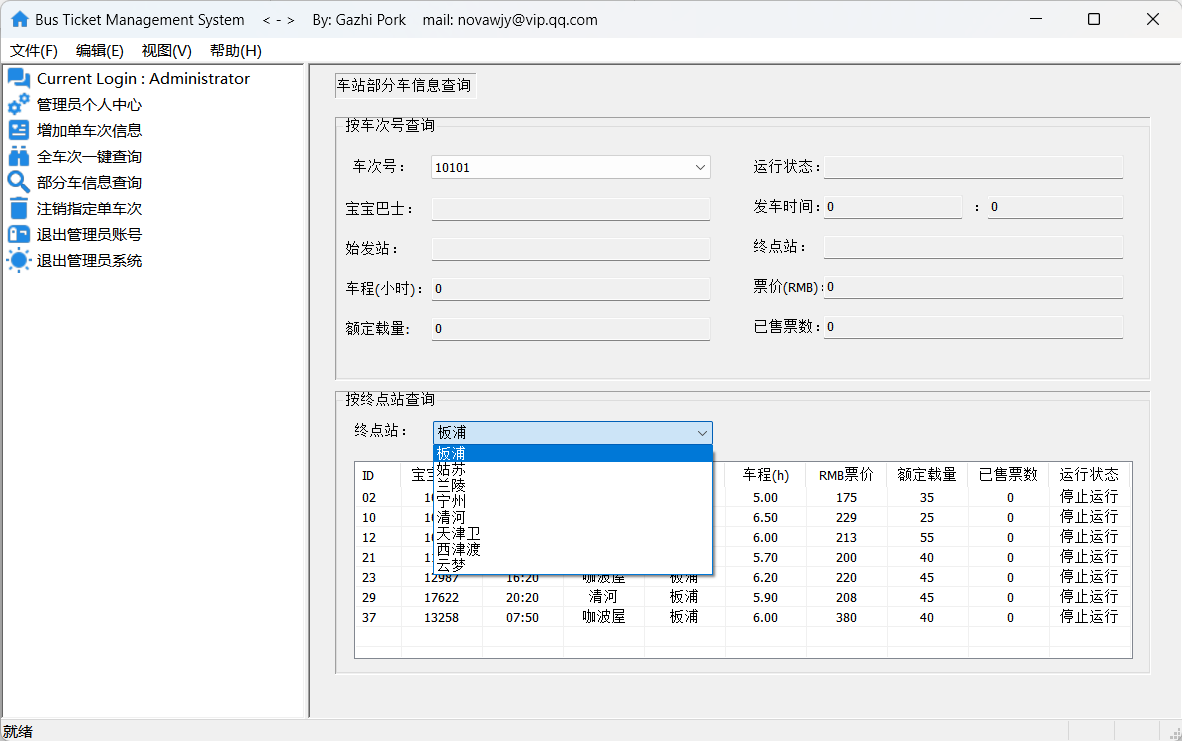 Bus Ticket Management System < - > By: Gazhi Pork mail: novawjy@vip.qq.com
文件(F) 编辑(E) 视图(V) 帮助(H)
Current Login : Administrator
管理员个人中心
增加单车次信息
全车次一键查询
部分车信息查询
注销指定单车次
退出管理员账号
退出管理员系统
车站部分车信息查询
按车次号查询
车次号： 10101 运行状态：
宝宝巴士： 发车时间：0 : 0
始发站： 终点站：
车程(小时)： 0 票价(RMB)：0
额定载量: 0 已售票数：0
按终点站查询
终点站： 板浦
板浦
姑苏
兰陵
宁州
清河
天津卫
西津渡
云梦
ID 宝 车程(h) RMB票价 额定载量 已售票数 运行状态
02 5.00 175 35 0 停止运行
10 6.50 229 25 0 停止运行
12 6.00 213 55 0 停止运行
21 5.70 200 40 0 停止运行
23 12987 16:20 咖波屋 板浦 6.20 220 45 0 停止运行
29 17622 20:20 清河 板浦 5.90 208 45 0 停止运行
37 13258 07:50 咖波屋 板浦 6.00 380 40 0 停止运行
就绪